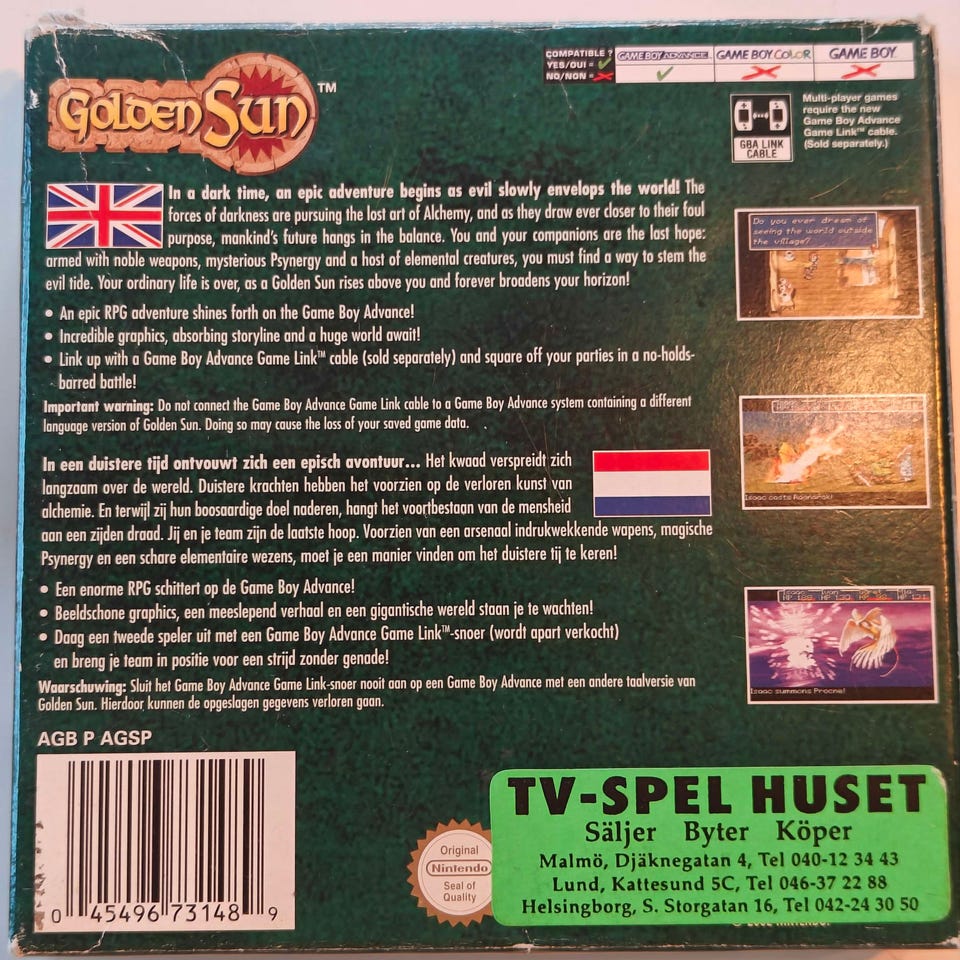 Golden Sun™
COMPATIBLE ?
YES/OUI =
NO/NON =
GAME BOY ADVANCE
GAME BOY COLOR
GAME BOY
GBA LINK
CABLE
Multi-player games
require the new
Game Boy Advance
Game Link™ cable.
(Sold separately.)
In a dark time, an epic adventure begins as evil slowly envelops the world! The
forces of darkness are pursuing the lost art of Alchemy, and as they draw ever closer to their foul
purpose, mankind's future hangs in the balance. You and your companions are the last hope:
armed with noble weapons, mysterious Psynergy and a host of elemental creatures, you must find a way to stem the
evil tide. Your ordinary life is over, as a Golden Sun rises above you and forever broadens your horizon!
• An epic RPG adventure shines forth on the Game Boy Advance!
• Incredible graphics, absorbing storyline and a huge world await!
• Link up with a Game Boy Advance Game Link™ cable (sold separately) and square off your parties in a no-holds-
barred battle!
Important warning: Do not connect the Game Boy Advance Game Link cable to a Game Boy Advance system containing a different
language version of Golden Sun. Doing so may cause the loss of your saved game data.
Do you ever dream of
seeing the world outside
the village?
Isaac casts Ragnarok!
In een duistere tijd ontvouwt zich een episch avontuur... Het kwaad verspreidt zich
langzaam over de wereld. Duistere krachten hebben het voorzien op de verloren kunst van
alchemie. En terwijl zij hun boosaardige doel naderen, hangt het voortbestaan van de mensheid
aan een zijden draad. Jij en je team zijn de laatste hoop. Voorzien van een arsenaal indrukwekkende wapens, magische
Psynergy en een schare elementaire wezens, moet je een manier vinden om het duistere tij te keren!
• Een enorme RPG schittert op de Game Boy Advance!
• Beeldschone graphics, een meeslepend verhaal en een gigantische wereld staan je te wachten!
• Daag een tweede speler uit met een Game Boy Advance Game Link™-snoer (wordt apart verkocht)
en breng je team in positie voor een strijd zonder genade!
Waarschuwing: Sluit het Game Boy Advance Game Link-snoer nooit aan op een Game Boy Advance met een andere taalversie van
Golden Sun. Hierdoor kunnen de opgeslagen gegevens verloren gaan.
Isaac Ivan Garet Mia
Isaac summons Procne!
AGB P AGSP
0 45496 73148 9
Original
Nintendo
Seal of
Quality
TV-SPEL HUSET
Säljer Byter Köper
Malmö, Djäknegatan 4, Tel 040-12 34 43
Lund, Kattesund 5C, Tel 046-37 22 88
Helsingborg, S. Storgatan 16, Tel 042-24 30 50